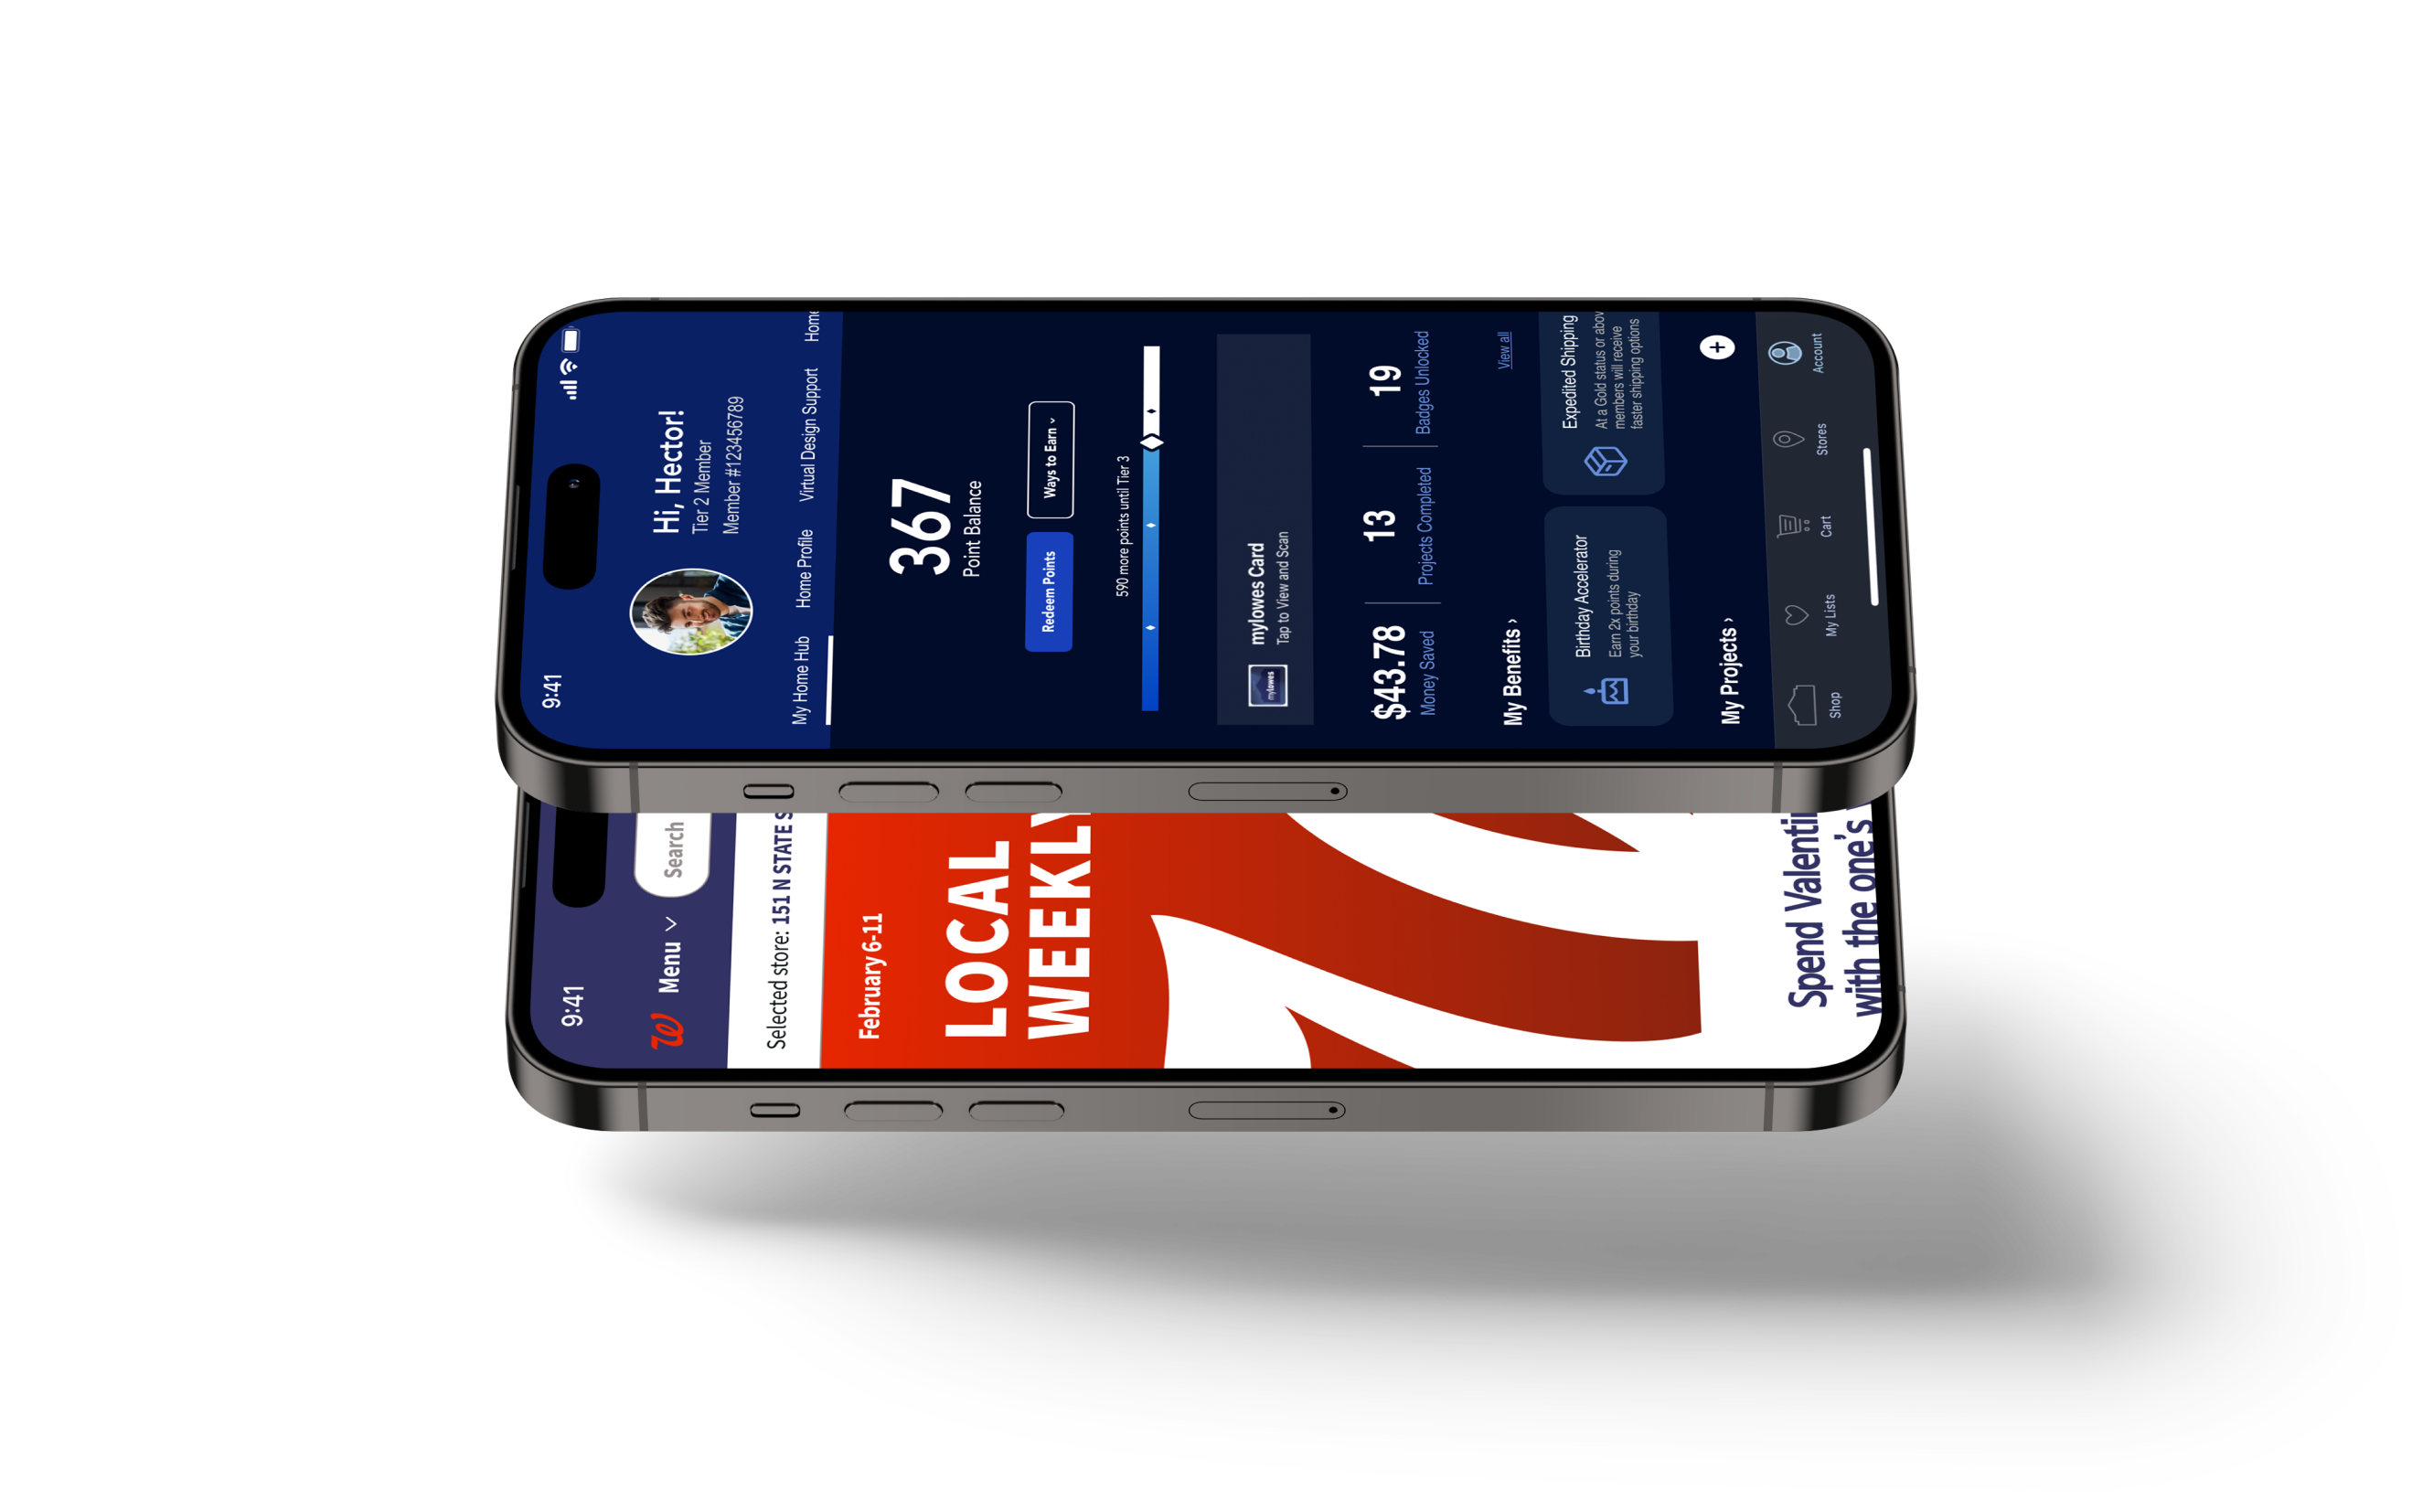 9:41
Hi, Hector!
Tier 2 Member
Member #123456789
My Home Hub Home Profile Virtual Design Support Home
367
Point Balance
Redeem Points Ways to Earn
590 more points until Tier 3
mylowes
mylowes Card
Tap to View and Scan
$43.78 13 19
Money Saved Projects Completed Badges Unlocked
My Benefits › View all
Birthday Accelerator
Earn 2x points during
your birthday
Expedited Shipping
At a Gold status or abov
members will receive
faster shipping options
My Projects › +
Shop My Lists Cart Stores Account
9:41
W Menu Search
Selected store: 151 N STATE S
February 6-11
LOCAL
WEEKLY
Spend Valenti
with the one's